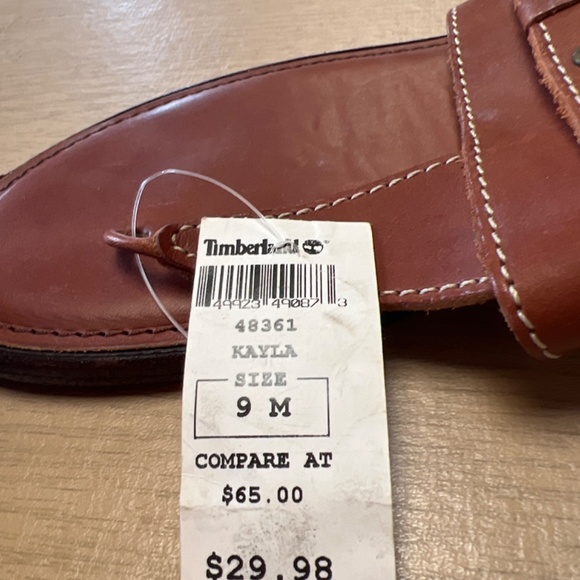 Timberland
49923 49087 3
48361
KAYLA
SIZE
9 M
COMPARE AT
$65.00
$29.98